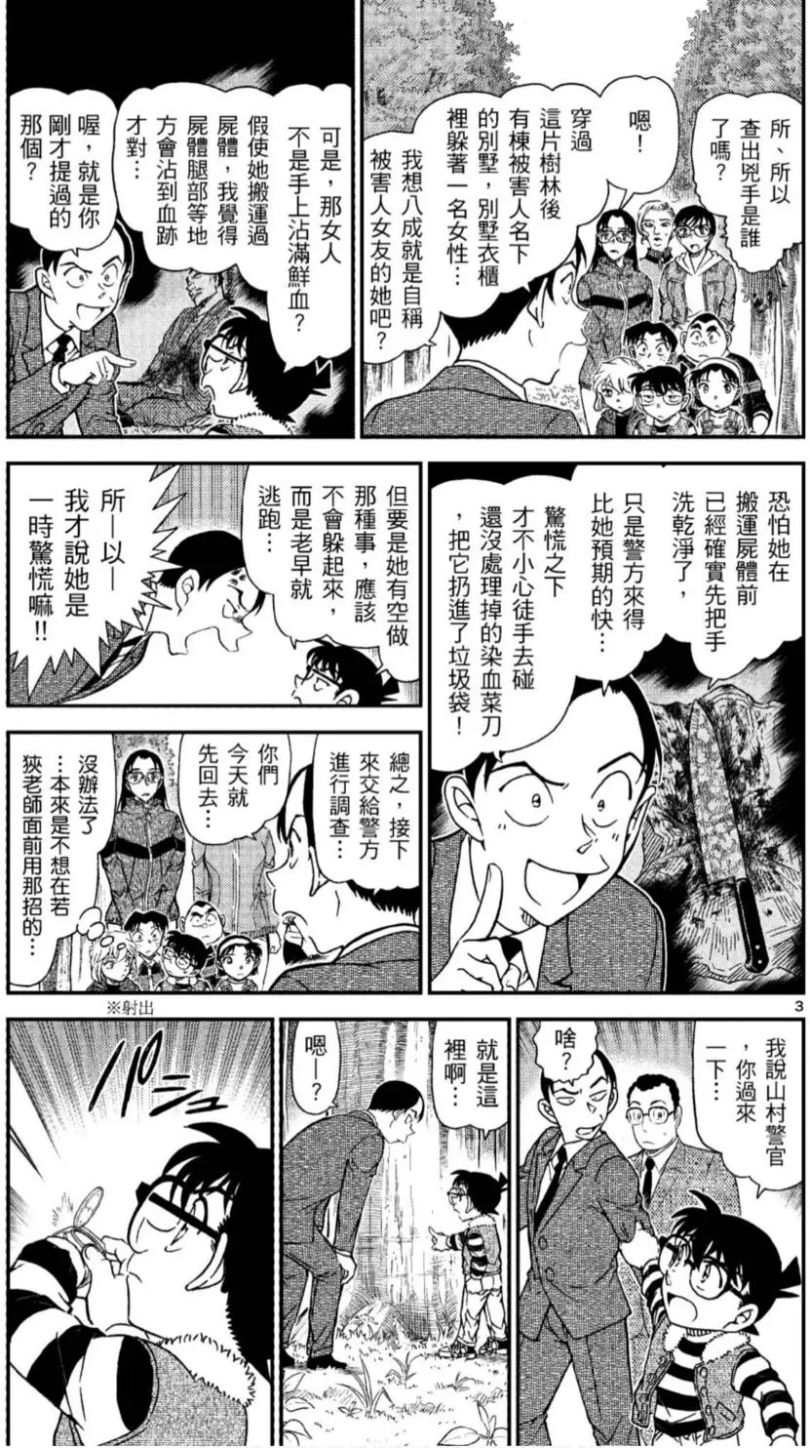 所、所以
查出兇手是誰
了嗎？
嗯！
穿過
這片樹林後
有棟被害人名下
的別墅，別墅衣櫃
裡躲著一名女性…
我想八成就是自稱
被害人女友的她吧？
可是，那女人
不是手上沾滿鮮血？
假使她搬運過
屍體，我覺得
屍體腿部等地
方會沾到血跡
才對…
喔，就是你
剛才提過的
那個？
恐怕她在
搬運屍體前
已經確實先把手
洗乾淨了，
只是警方來得
比她預期的快…
驚慌之下
才不小心徒手去碰
還沒處理掉的染血菜刀
，把它扔進了垃圾袋！
但要是她有空做
那種事，應該
不會躲起來，
而是老早就
逃跑…
所—以—
我才說她是
一時驚慌嘛!!
總之，接下
來交給警方
進行調查…
你們
今天就
先回去…
沒辦法了
…本來是不想在若
狹老師面前用那招的…
3
我說山村警官
，你過來
一下…
啥？
就是這
裡啊…
嗯—？
※射出
パシュ